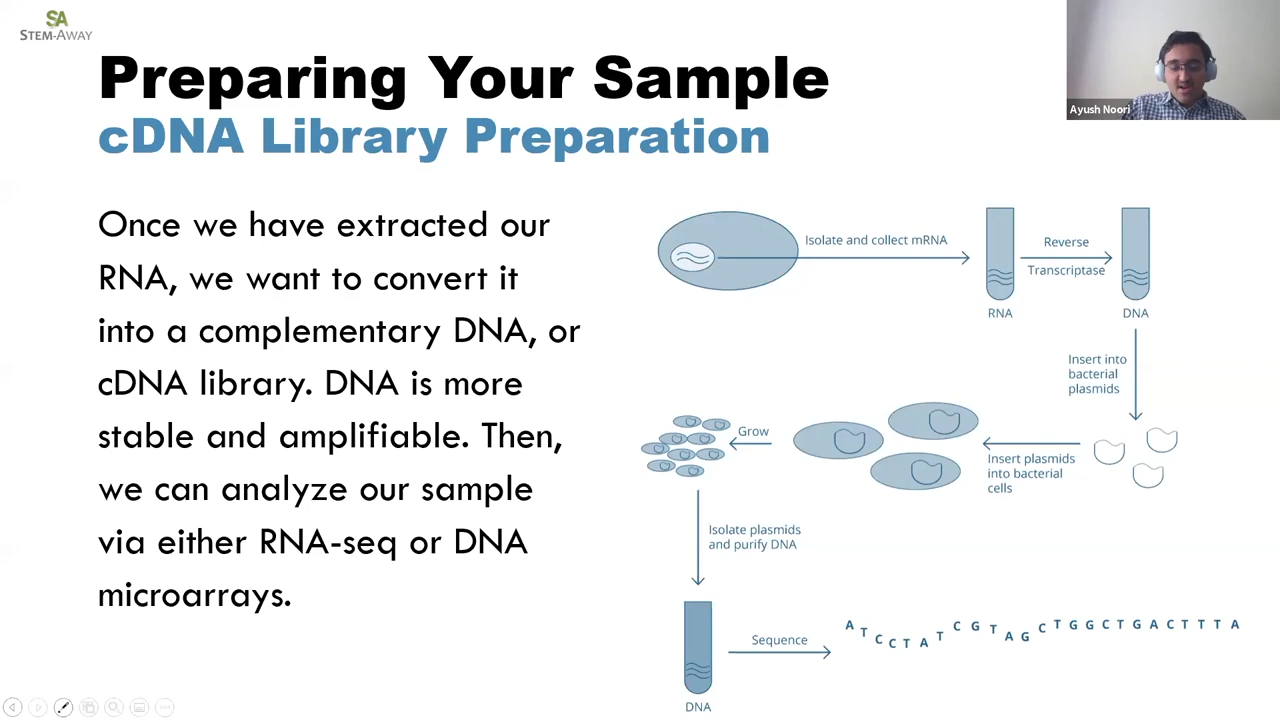 SA
STEM-AWAY
Preparing Your Sample
cDNA Library Preparation
Ayush Noori
Once we have extracted our
RNA, we want to convert it
into a complementary DNA, or
cDNA library. DNA is more
stable and amplifiable. Then,
we can analyze our sample
via either RNA-seq or DNA
microarrays.
Isolate and collect mRNA
RNA
Reverse
Transcriptase
DNA
Insert into
bacterial
plasmids
Insert plasmids
into bacterial
cells
Grow
Isolate plasmids
and purify DNA
DNA
Sequence
A T C C T A T C G T A G C T G G C T G A C T T T A